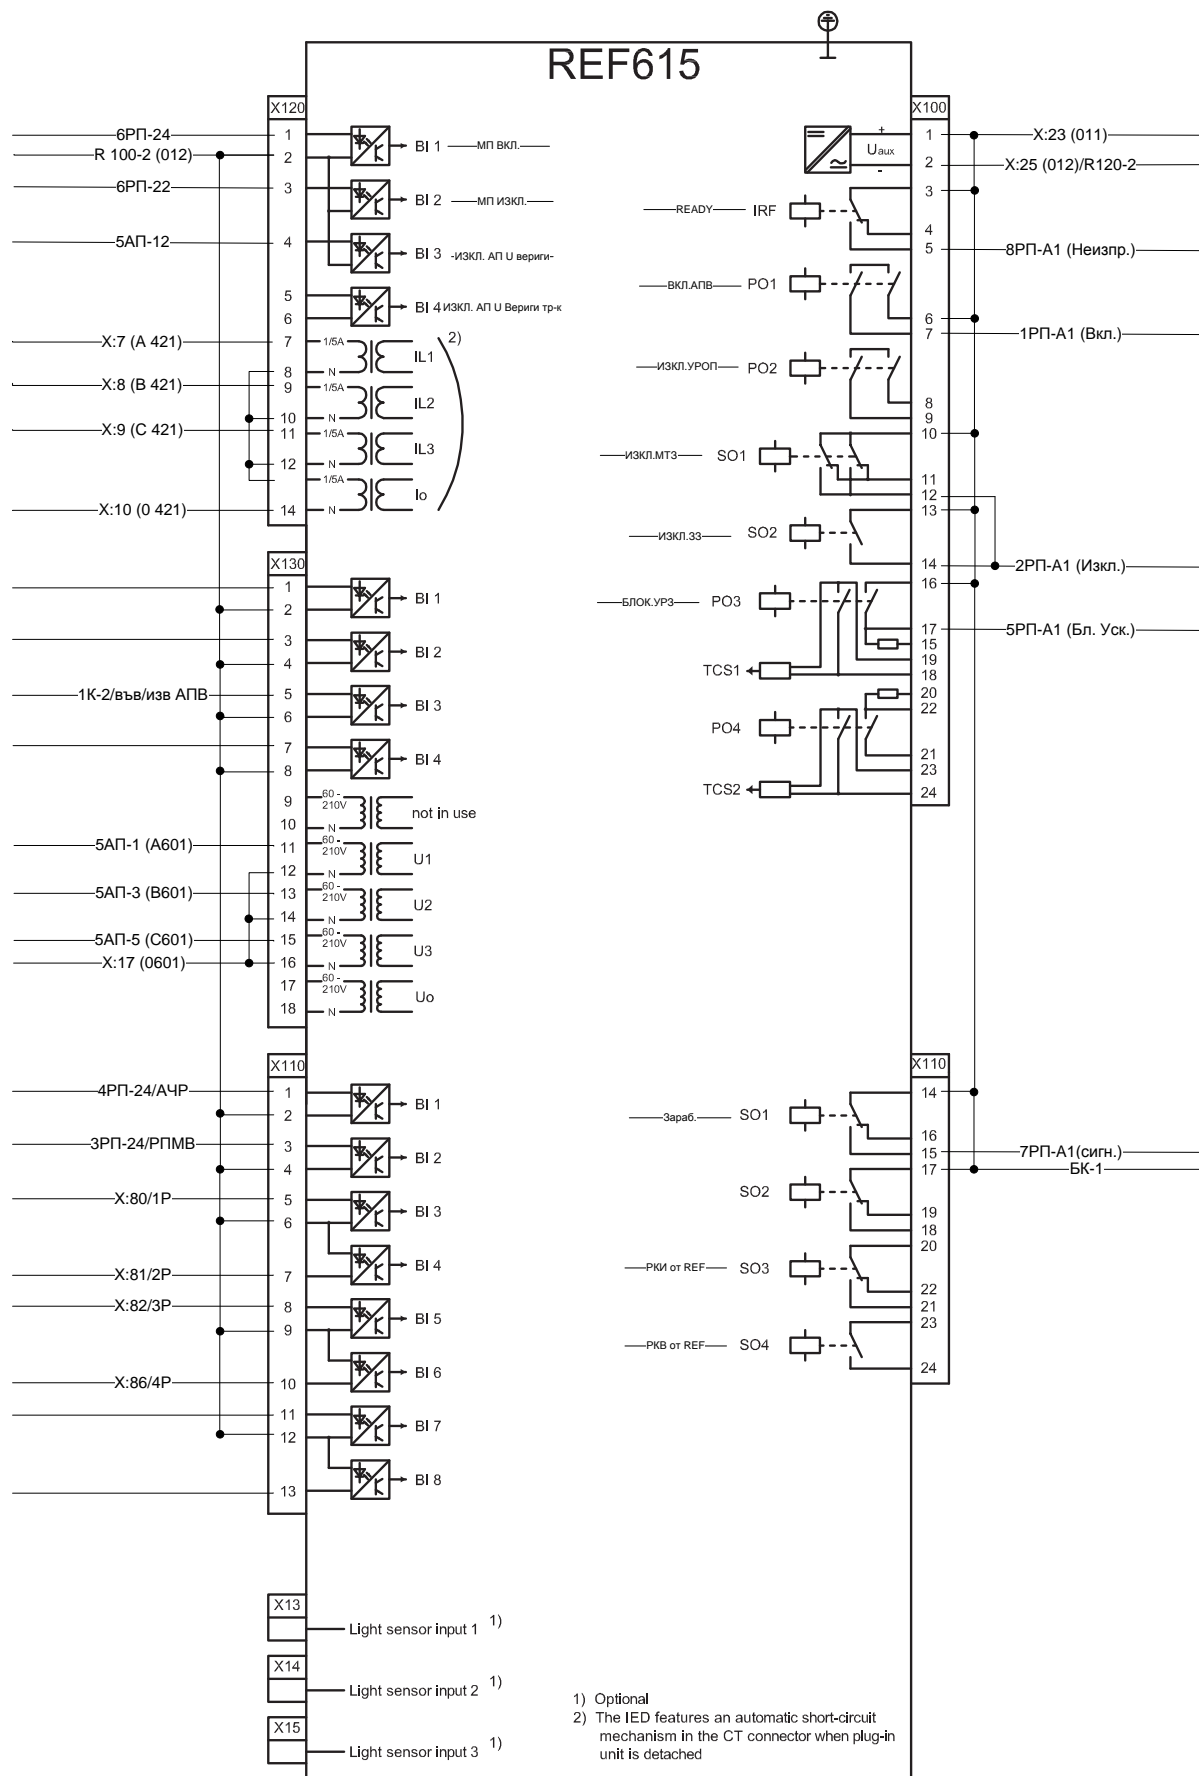 REF615
X120
6РП-24
1
BI 1
МП ВКЛ.
R 100-2 (012)
2
6РП-22
3
BI 2
МП ИЗКЛ.
5АП-12
4
BI 3
-ИЗКЛ. АП U вериги-
5
BI 4
ИЗКЛ. АП U Вериги тр-к
6
X:7 (A 421)
7
1/5A
2)
8
N
IL1
X:8 (B 421)
9
1/5A
10
N
IL2
X:9 (C 421)
11
1/5A
12
N
IL3
1/5A
Io
X:10 (0 421)
14
N
X130
1
BI 1
2
3
BI 2
4
1К-2/във/изв АПВ
5
BI 3
6
7
BI 4
8
9
60 -
210V
not in use
10
N
5АП-1 (A601)
11
60 -
210V
U1
12
N
5АП-3 (B601)
13
60 -
210V
U2
14
N
5АП-5 (C601)
15
60 -
210V
U3
X:17 (0601)
16
N
17
60 -
210V
Uo
18
N
X110
4РП-24/АЧР
1
BI 1
2
3РП-24/РПМВ
3
BI 2
4
X:80/1P
5
BI 3
6
BI 4
X:81/2P
7
X:82/3P
8
BI 5
9
BI 6
X:86/4P
10
11
BI 7
12
BI 8
13
X13
Light sensor input 1
1)
X14
Light sensor input 2
1)
X15
Light sensor input 3
1)
X100
+
Uaux
-
1
X:23 (011)
2
X:25 (012)/R120-2
READY
IRF
3
4
5
8РП-А1 (Неизпр.)
ВКЛ.АПВ
PO1
6
7
1РП-А1 (Вкл.)
ИЗКЛ.УРОП
PO2
8
9
ИЗКЛ.МТЗ
SO1
10
11
12
ИЗКЛ.ЗЗ
SO2
13
14
2РП-А1 (Изкл.)
БЛОК.УРЗ
PO3
16
17
5РП-А1 (Бл. Уск.)
15
19
TCS1
18
20
22
PO4
21
23
TCS2
24
X110
14
Зараб.
SO1
16
15
7РП-А1(сигн.)
17
БК-1
SO2
19
18
20
РКИ от REF
SO3
22
21
23
РКВ от REF
SO4
24
1) Optional
2) The IED features an automatic short-circuit
mechanism in the CT connector when plug-in
unit is detached